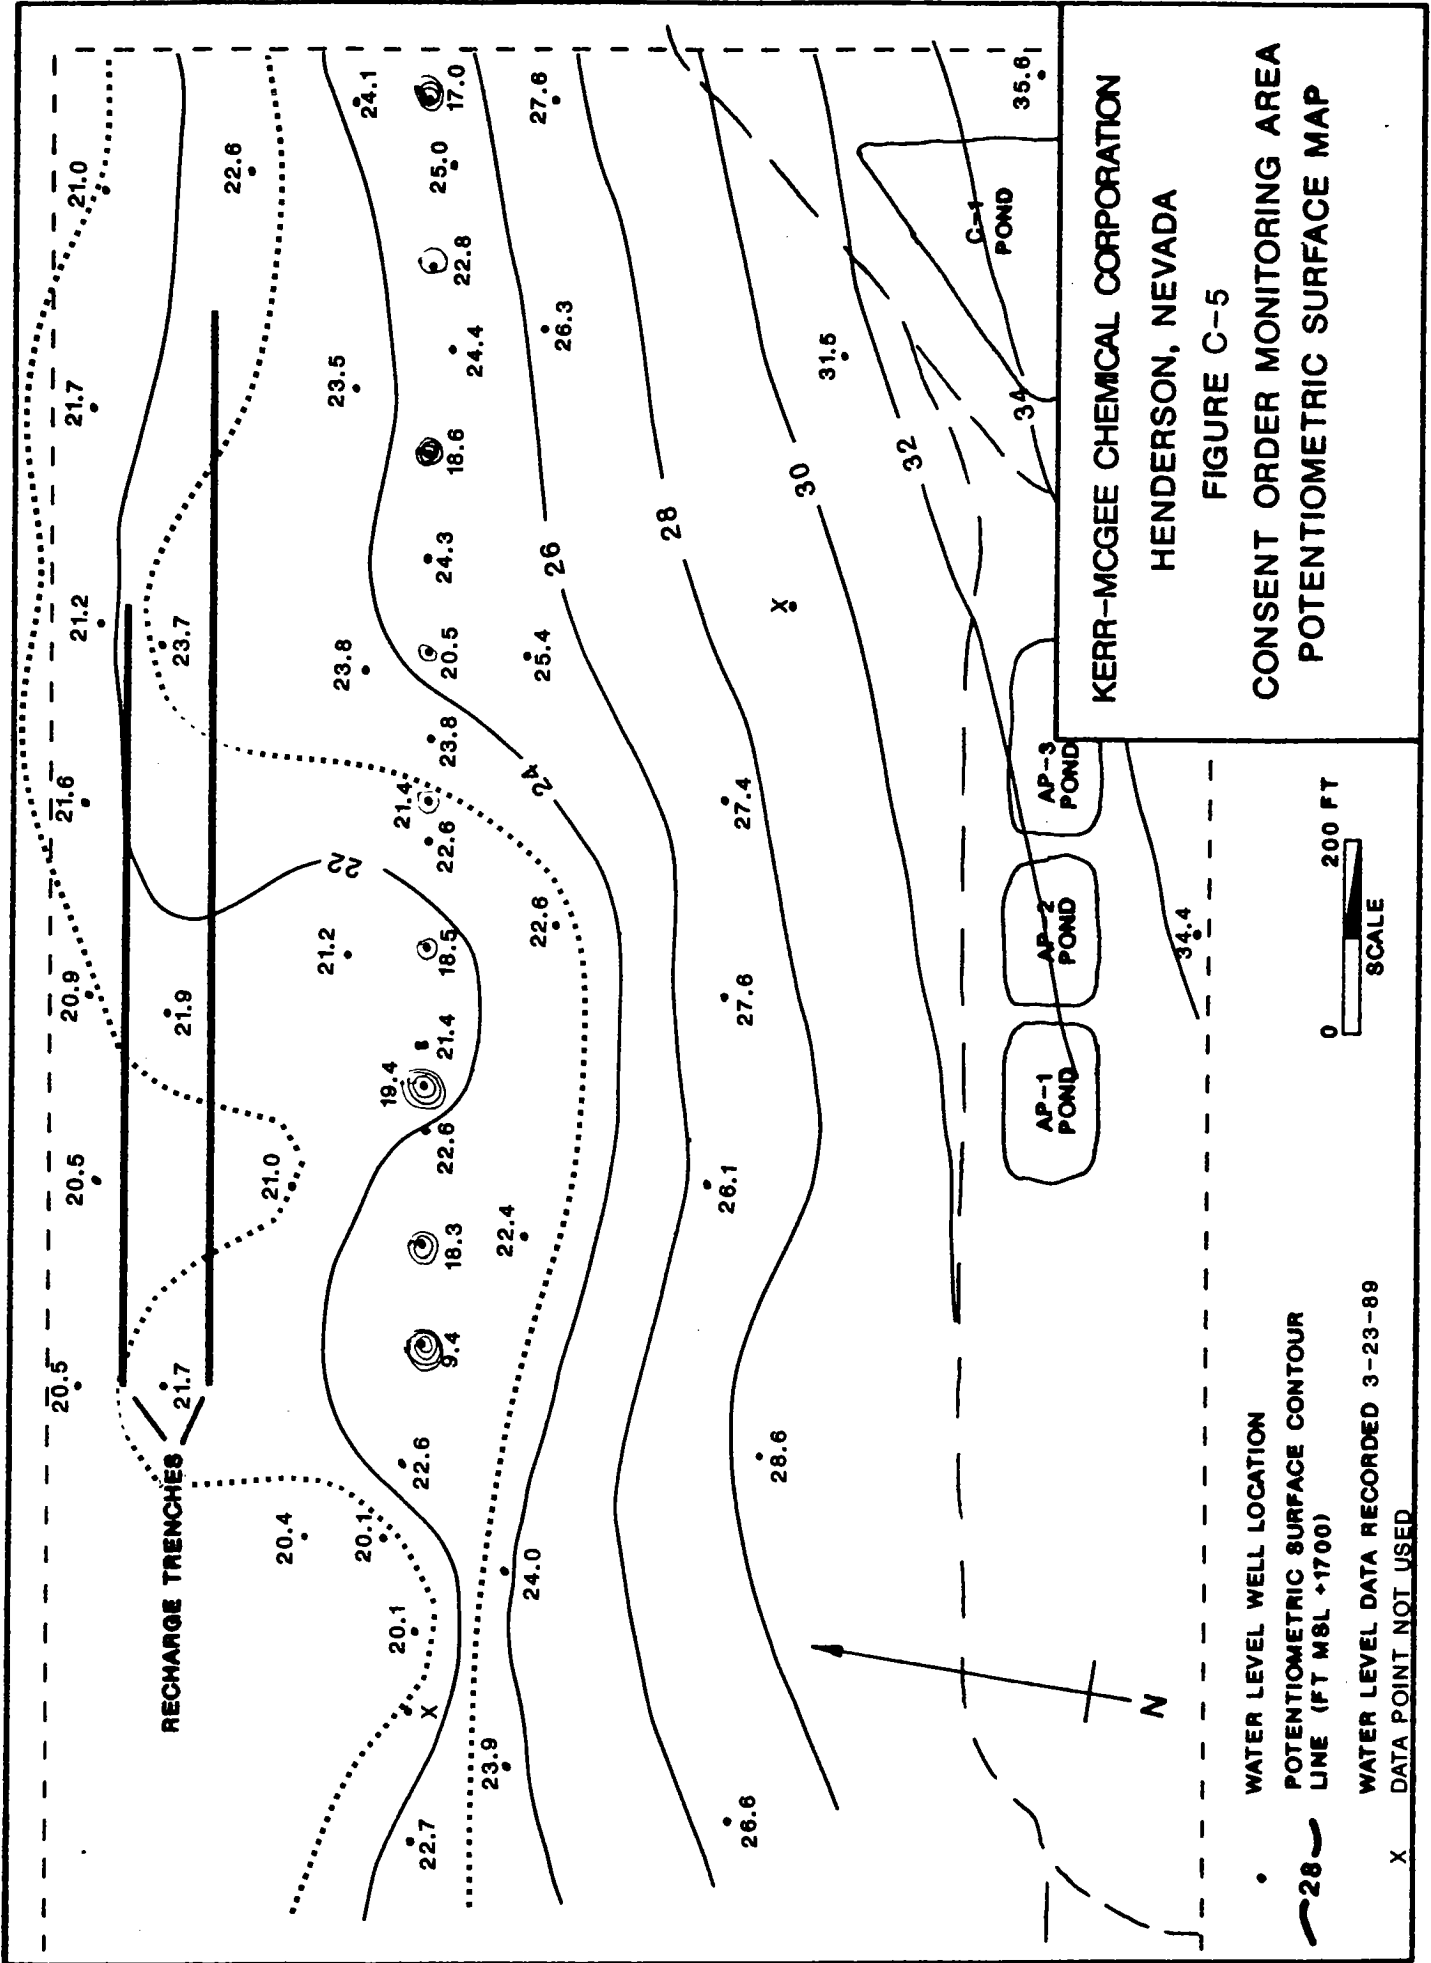 20.5
20.5
20.9
21.6
21.2
21.7
21.0
RECHARGE TRENCHES
21.7
21.9
23.7
22.6
20.4
21.0
21.2
22
23.8
23.5
24.1
20.1
20.1
X
22.7
22.6
9.4
18.3
22.6
19.4
21.4
18.5
22.6
21.4
23.8
20.5
24.3
18.6
24.4
22.8
25.0
17.0
23.9
24.0
22.4
22.6
24
25.4
26
26.3
27.6
28
26.6
28.6
26.1
27.6
27.4
X
30
31.5
32
34
35.6
C-1
POND
AP-1
POND
AP-2
POND
AP-3
POND
34.4
N
WATER LEVEL WELL LOCATION
28 POTENTIOMETRIC SURFACE CONTOUR
LINE (FT MSL +1700)
WATER LEVEL DATA RECORDED 3-23-89
X DATA POINT NOT USED
0 200 FT
SCALE
KERR-MCGEE CHEMICAL CORPORATION
HENDERSON, NEVADA
FIGURE C-5
CONSENT ORDER MONITORING AREA
POTENTIOMETRIC SURFACE MAP